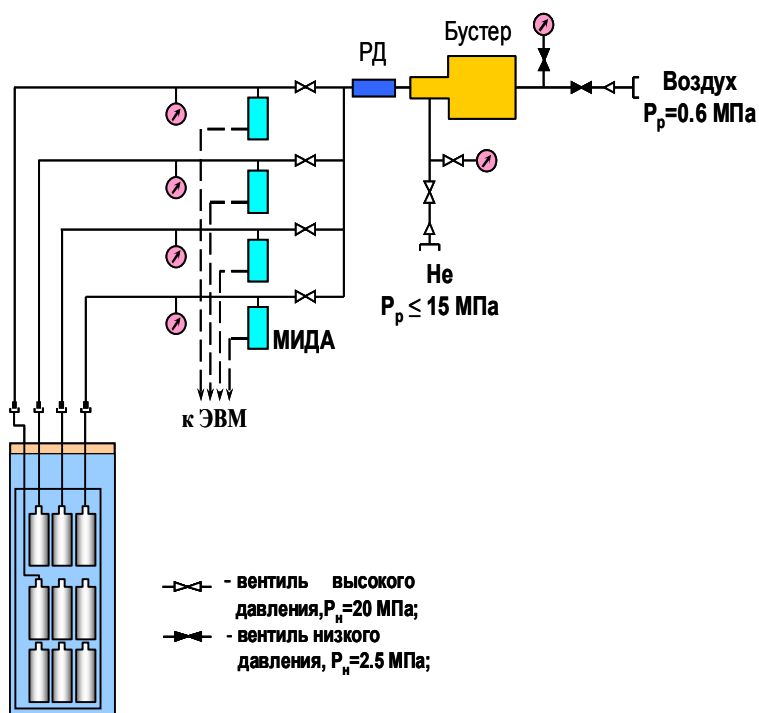 Бустер
РД
Воздух
Pр=0.6 МПа
Не
Pр ≤ 15 МПа
МИДА
к ЭВМ
- вентиль высокого
давления,Pн=20 МПа;
- вентиль низкого
давления, Pн=2.5 МПа;